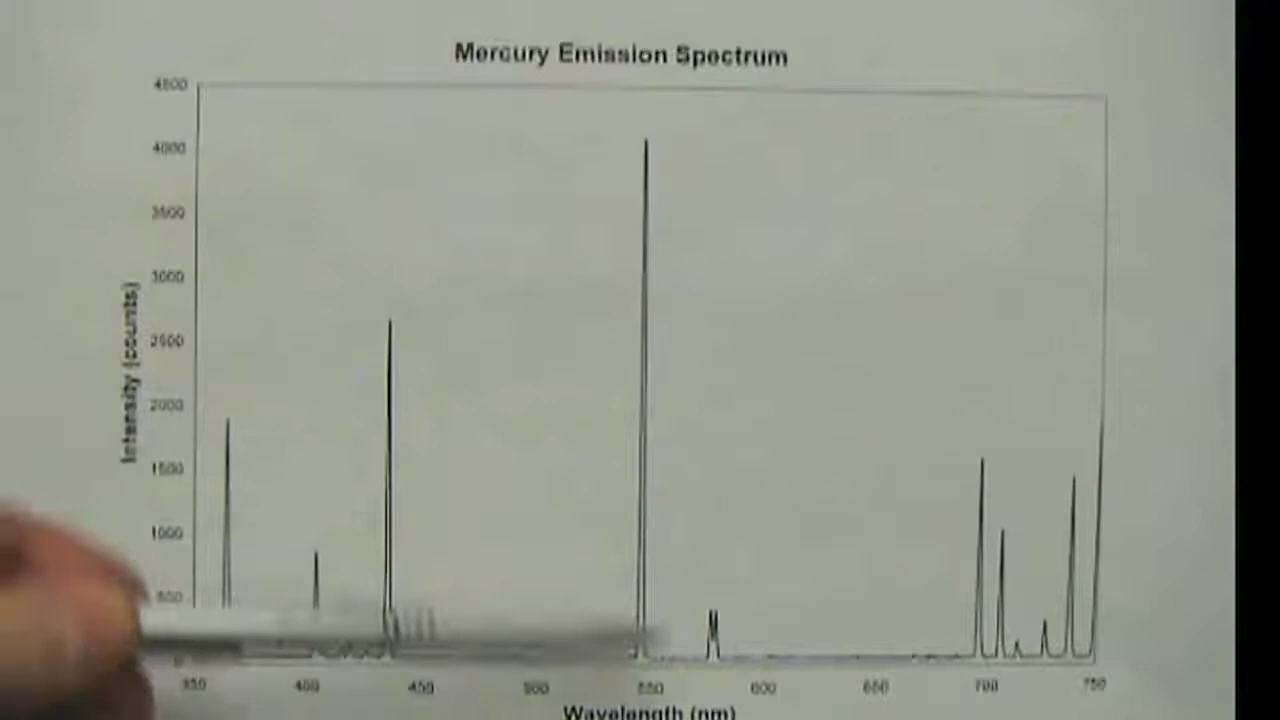 Mercury Emission Spectrum
4500
4000
3500
3000
2500
2000
1500
1000
500
Intensity (counts)
350 400 450 500 550 600 650 700 750
Wavelength (nm)